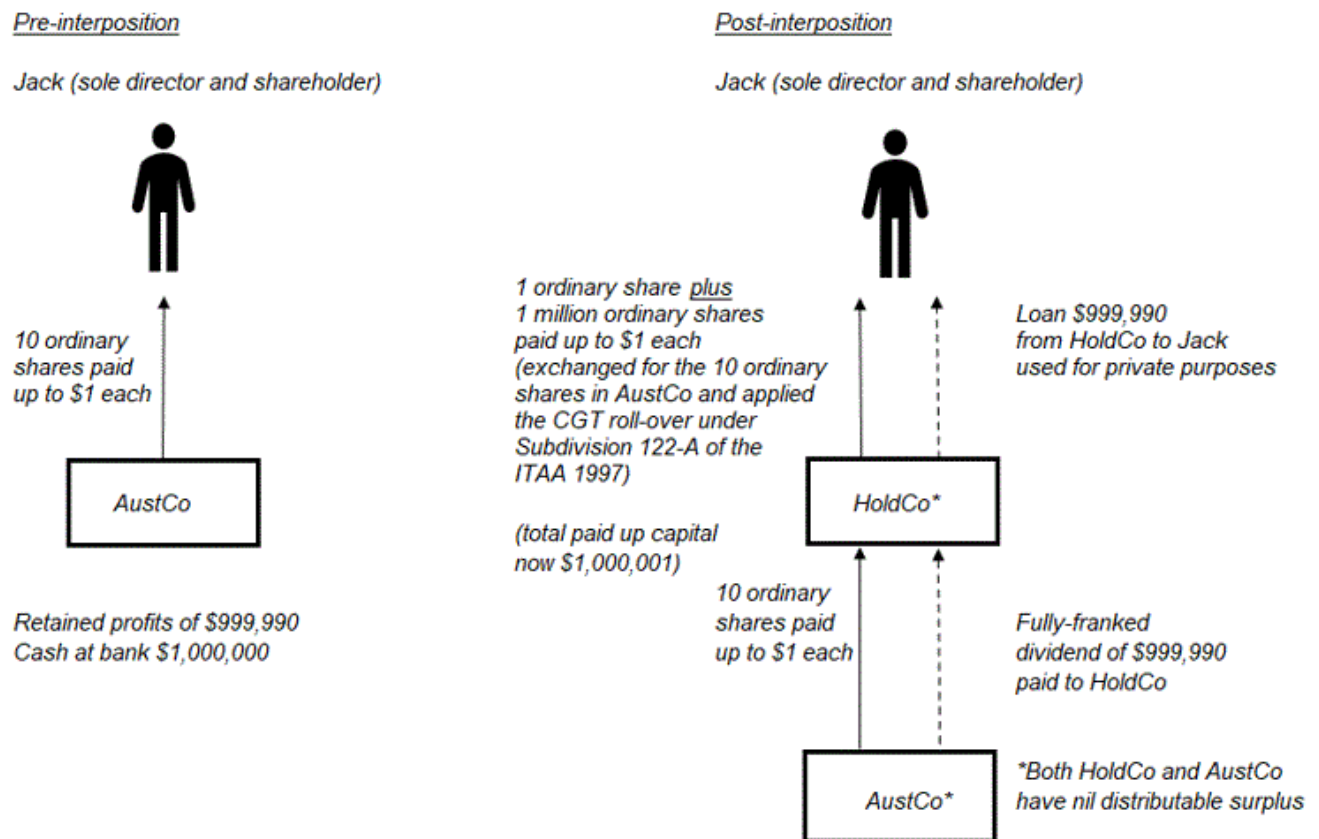 Pre-interposition
Jack (sole director and shareholder)
10 ordinary
shares paid
up to $1 each
AustCo
Retained profits of $999,990
Cash at bank $1,000,000
Post-interposition
Jack (sole director and shareholder)
1 ordinary share plus
1 million ordinary shares
paid up to $1 each
(exchanged for the 10 ordinary
shares in AustCo and applied
the CGT roll-over under
Subdivision 122-A of the
ITAA 1997)
(total paid up capital
now $1,000,001)
Loan $999,990
from HoldCo to Jack
used for private purposes
HoldCo*
10 ordinary
shares paid
up to $1 each
Fully-franked
dividend of $999,990
paid to HoldCo
AustCo*
*Both HoldCo and AustCo
have nil distributable surplus